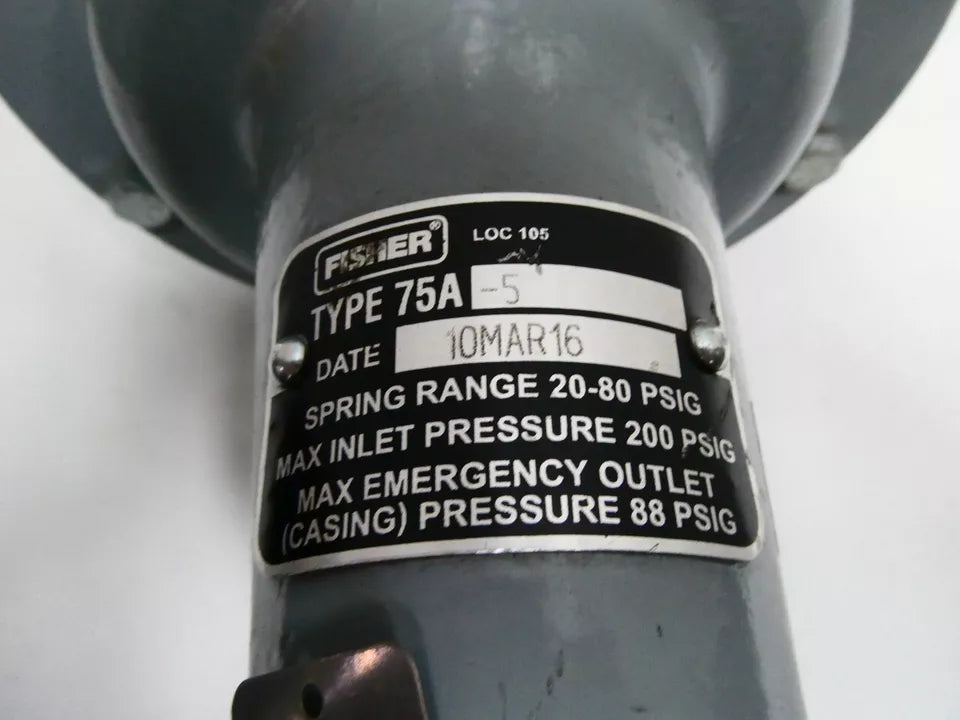 FISHER® LOC 105
TYPE 75A -5
DATE 10MAR16
SPRING RANGE 20-80 PSIG
MAX INLET PRESSURE 200 PSIG
MAX EMERGENCY OUTLET
(CASING) PRESSURE 88 PSIG